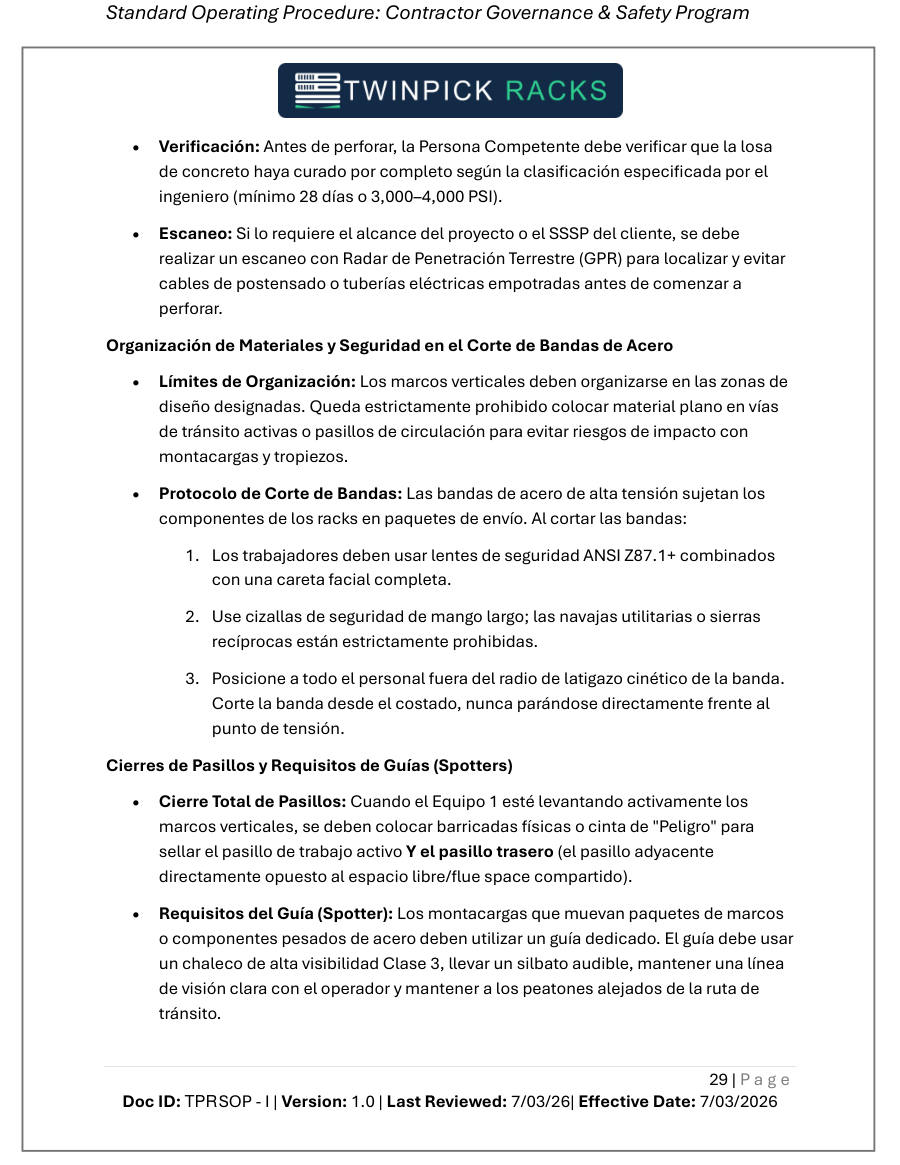 Standard Operating Procedure: Contractor Governance & Safety Program
TWINPICK RACKS
• Verificación: Antes de perforar, la Persona Competente debe verificar que la losa
de concreto haya curado por completo según la clasificación especificada por el
ingeniero (mínimo 28 días o 3,000–4,000 PSI).
• Escaneo: Si lo requiere el alcance del proyecto o el SSSP del cliente, se debe
realizar un escaneo con Radar de Penetración Terrestre (GPR) para localizar y evitar
cables de postensado o tuberías eléctricas empotradas antes de comenzar a
perforar.
Organización de Materiales y Seguridad en el Corte de Bandas de Acero
• Límites de Organización: Los marcos verticales deben organizarse en las zonas de
diseño designadas. Queda estrictamente prohibido colocar material plano en vías
de tránsito activas o pasillos de circulación para evitar riesgos de impacto con
montacargas y tropiezos.
• Protocolo de Corte de Bandas: Las bandas de acero de alta tensión sujetan los
componentes de los racks en paquetes de envío. Al cortar las bandas:
1. Los trabajadores deben usar lentes de seguridad ANSI Z87.1+ combinados
con una careta facial completa.
2. Use cizallas de seguridad de mango largo; las navajas utilitarias o sierras
recíprocas están estrictamente prohibidas.
3. Posicione a todo el personal fuera del radio de latigazo cinético de la banda.
Corte la banda desde el costado, nunca parándose directamente frente al
punto de tensión.
Cierres de Pasillos y Requisitos de Guías (Spotters)
• Cierre Total de Pasillos: Cuando el Equipo 1 esté levantando activamente los
marcos verticales, se deben colocar barricadas físicas o cinta de "Peligro" para
sellar el pasillo de trabajo activo Y el pasillo trasero (el pasillo adyacente
directamente opuesto al espacio libre/flue space compartido).
• Requisitos del Guía (Spotter): Los montacargas que muevan paquetes de marcos
o componentes pesados de acero deben utilizar un guía dedicado. El guía debe usar
un chaleco de alta visibilidad Clase 3, llevar un silbato audible, mantener una línea
de visión clara con el operador y mantener a los peatones alejados de la ruta de
tránsito.
29 | Page
Doc ID: TPRSOP - I | Version: 1.0 | Last Reviewed: 7/03/26| Effective Date: 7/03/2026